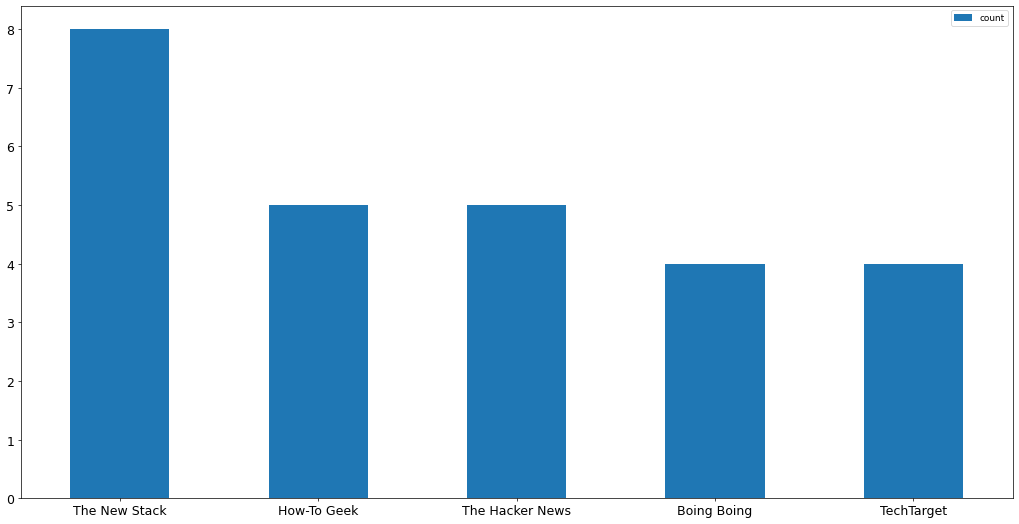 count
8
7
6
5
4
3
2
1
0
The New Stack
How-To Geek
The Hacker News
Boing Boing
TechTarget